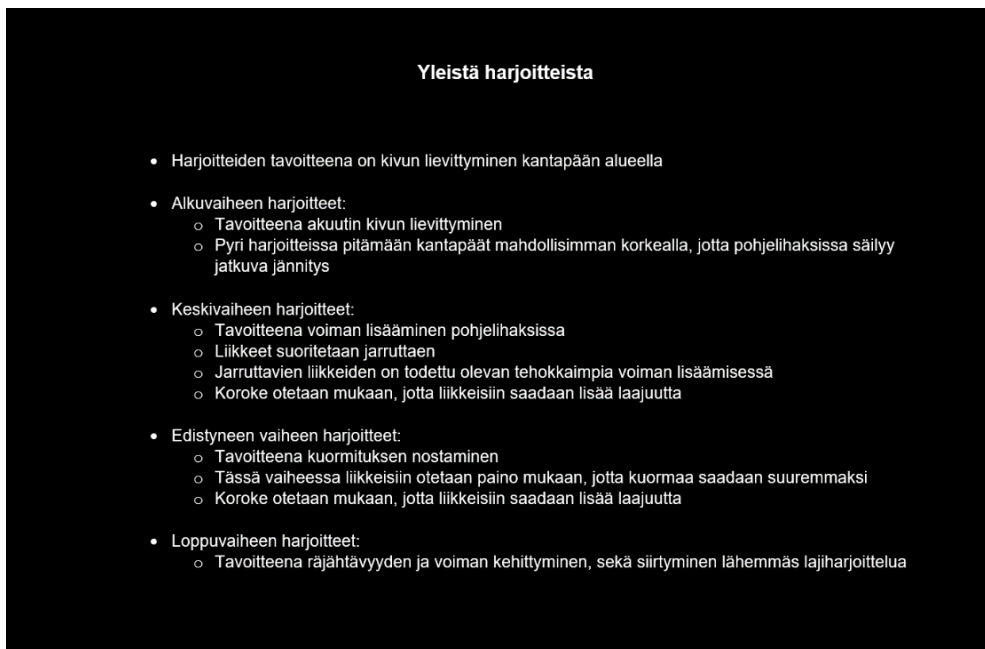 Yleistä harjoitteista
• Harjoitteiden tavoitteena on kivun lievittyminen kantapään alueella
• Alkuvaiheen harjoitteet:
o Tavoitteena akuutin kivun lievittyminen
o Pyri harjoitteissa pitämään kantapäät mahdollisimman korkealla, jotta pohjelihaksissa säilyy
jatkuva jännitys
• Keskivaiheen harjoitteet:
o Tavoitteena voiman lisääminen pohjelihaksissa
o Liikkeet suoritetaan jarruttaen
o Jarruttavien liikkeiden on todettu olevan tehokkaimpia voiman lisäämisessä
o Koroke otetaan mukaan, jotta liikkeisiin saadaan lisää laajuutta
• Edistyneen vaiheen harjoitteet:
o Tavoitteena kuormituksen nostaminen
o Tässä vaiheessa liikkeisiin otetaan paino mukaan, jotta kuormaa saadaan suuremmaksi
o Koroke otetaan mukaan, jotta liikkeisiin saadaan lisää laajuutta
• Loppuvaiheen harjoitteet:
o Tavoitteena räjähtävyyden ja voiman kehittyminen, sekä siirtyminen lähemmäs lajiharjoittelua